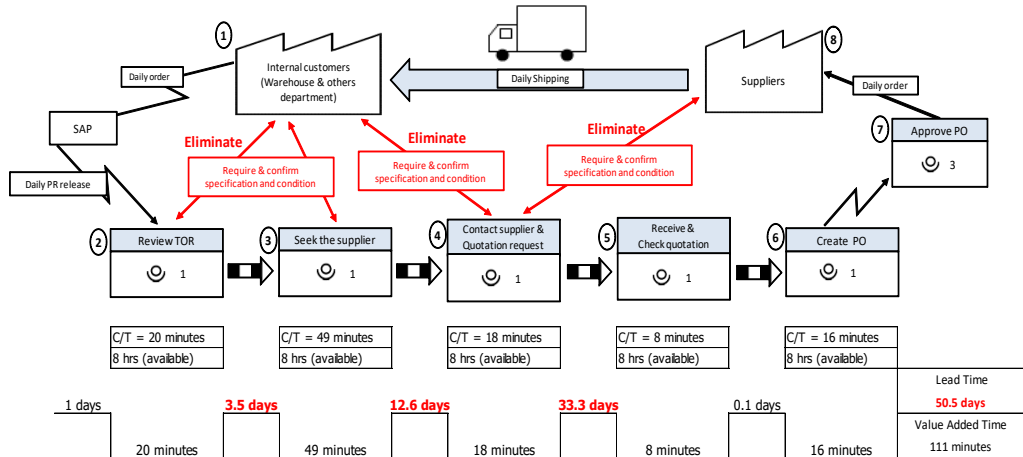 1
Internal customers
(Warehouse & others
department)
Daily Shipping
8
Suppliers
Daily order
SAP
Daily PR release
Daily order
7
Approve PO
3
Eliminate
Require & confirm
specification and condition
Eliminate
Require & confirm
specification and condition
Eliminate
Require & confirm
specification and condition
2
Review TOR
1
3
Seek the supplier
1
4
Contact supplier &
Quotation request
1
5
Receive &
Check quotation
1
6
Create PO
1
C/T = 20 minutes
8 hrs (available)
C/T = 49 minutes
8 hrs (available)
C/T = 18 minutes
8 hrs (available)
C/T = 8 minutes
8 hrs (available)
C/T = 16 minutes
8 hrs (available)
1 days
3.5 days
12.6 days
33.3 days
0.1 days
20 minutes
49 minutes
18 minutes
8 minutes
16 minutes
Lead Time
50.5 days
Value Added Time
111 minutes